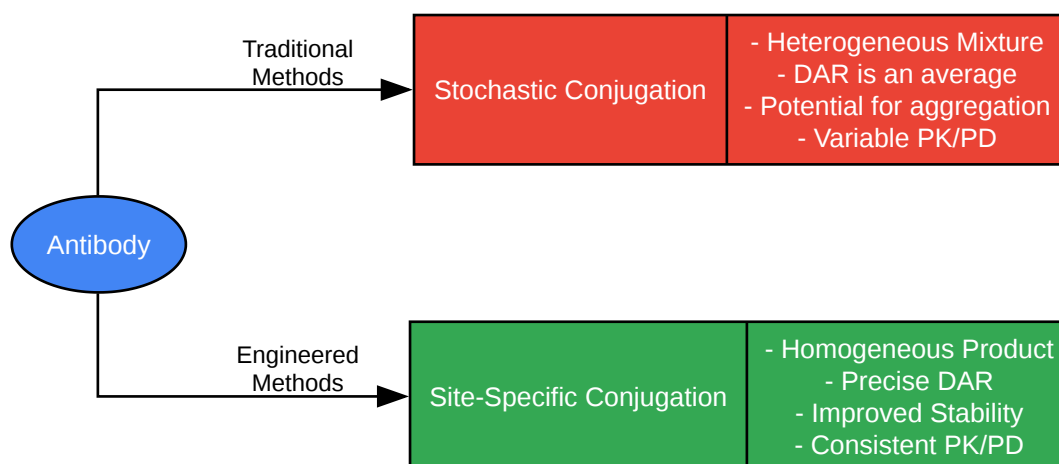 Traditional
Methods
Stochastic Conjugation
- Heterogeneous Mixture
- DAR is an average
- Potential for aggregation
- Variable PK/PD
Antibody
Engineered
Methods
Site-Specific Conjugation
- Homogeneous Product
- Precise DAR
- Improved Stability
- Consistent PK/PD